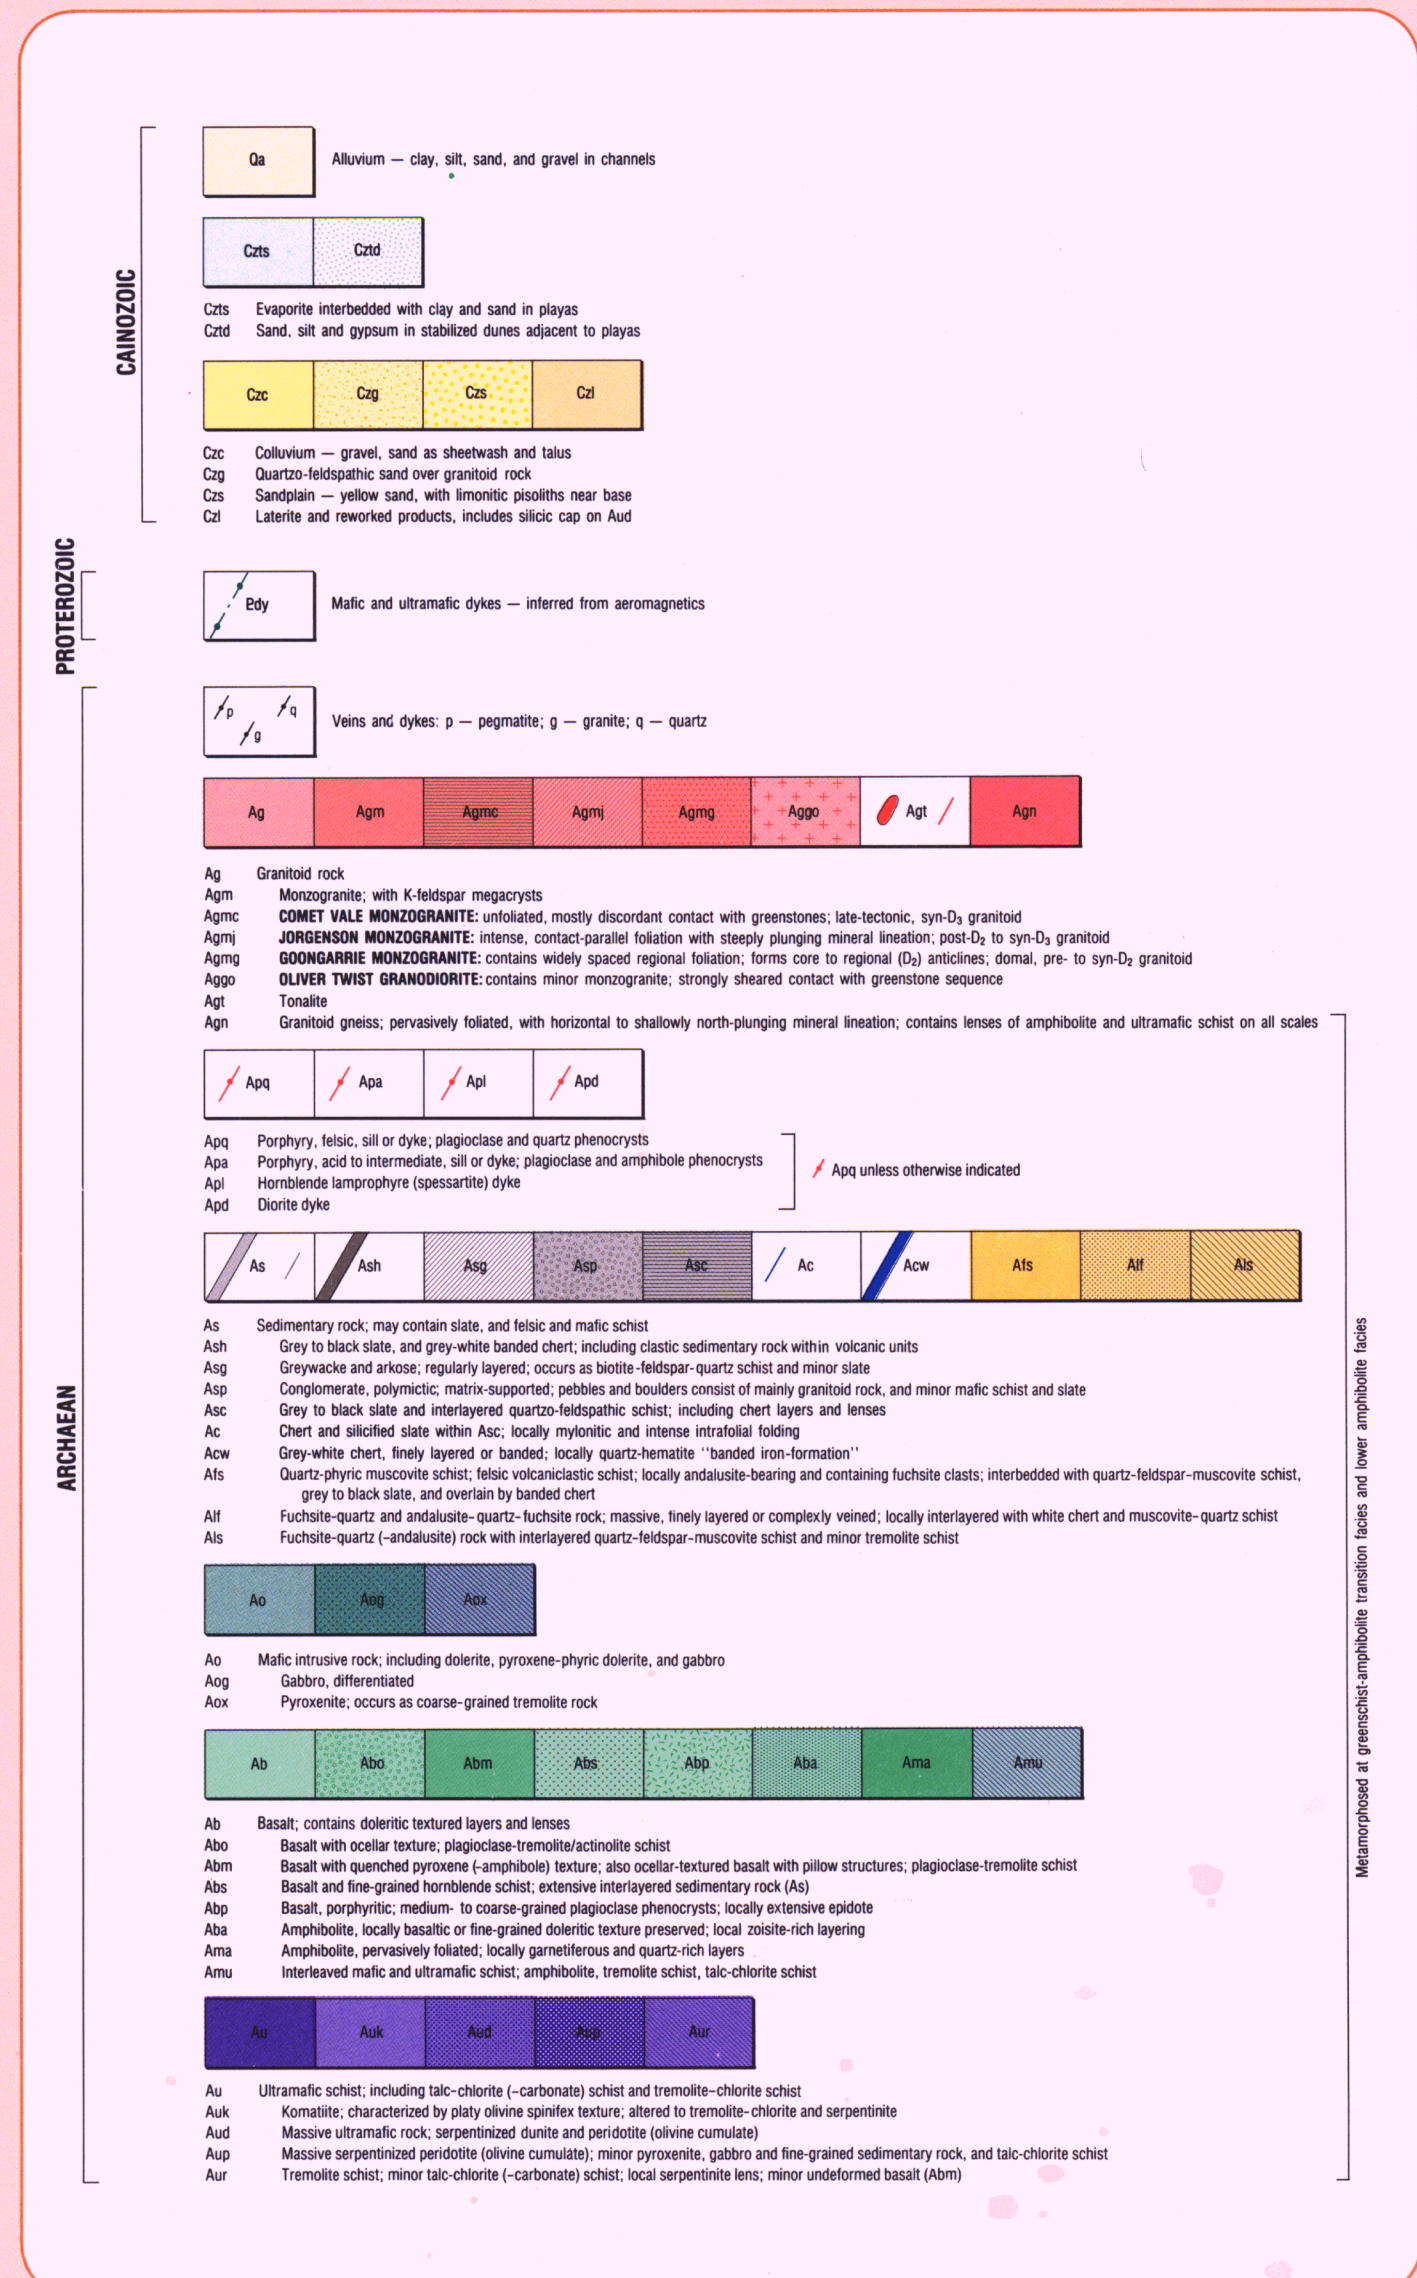 CAINOZOIC
Qa
Alluvium — clay, silt, sand, and gravel in channels
Czts Cztd
Czts Evaporite interbedded with clay and sand in playas
Cztd Sand, silt and gypsum in stabilized dunes adjacent to playas
Czc Czg Czs Czl
Czc Colluvium — gravel, sand as sheetwash and talus
Czg Quartzo-feldspathic sand over granitoid rock
Czs Sandplain — yellow sand, with limonitic pisoliths near base
Czl Laterite and reworked products, includes silicic cap on Aud
PROTEROZOIC
Pdy
Mafic and ultramafic dykes — inferred from aeromagnetics
ARCHAEAN
p q
g
Veins and dykes: p — pegmatite; g — granite; q — quartz
Ag Agm Agmc Agmj Agmg Aggo Agt Agn
Ag Granitoid rock
Agm Monzogranite; with K-feldspar megacrysts
Agmc COMET VALE MONZOGRANITE: unfoliated, mostly discordant contact with greenstones; late-tectonic, syn-D₃ granitoid
Agmj JORGENSON MONZOGRANITE: intense, contact-parallel foliation with steeply plunging mineral lineation; post-D₂ to syn-D₃ granitoid
Agmg GOONGARRIE MONZOGRANITE: contains widely spaced regional foliation; forms core to regional (D₂) anticlines; domal, pre- to syn-D₂ granitoid
Aggo OLIVER TWIST GRANODIORITE: contains minor monzogranite; strongly sheared contact with greenstone sequence
Agt Tonalite
Agn Granitoid gneiss; pervasively foliated, with horizontal to shallowly north-plunging mineral lineation; contains lenses of amphibolite and ultramafic schist on all scales
Apq Apa Apl Apd
Apq Porphyry, felsic, sill or dyke; plagioclase and quartz phenocrysts
Apa Porphyry, acid to intermediate, sill or dyke; plagioclase and amphibole phenocrysts
Apl Hornblende lamprophyre (spessartite) dyke
Apd Diorite dyke
Apq unless otherwise indicated
As Ash Asg Asp Asc Ac Acw Afs Alf Als
As Sedimentary rock; may contain slate, and felsic and mafic schist
Ash Grey to black slate, and grey-white banded chert; including clastic sedimentary rock within volcanic units
Asg Greywacke and arkose; regularly layered; occurs as biotite-feldspar-quartz schist and minor slate
Asp Conglomerate, polymictic; matrix-supported; pebbles and boulders consist of mainly granitoid rock, and minor mafic schist and slate
Asc Grey to black slate and interlayered quartzo-feldspathic schist; including chert layers and lenses
Ac Chert and silicified slate within Asc; locally mylonitic and intense intrafolial folding
Acw Grey-white chert, finely layered or banded; locally quartz-hematite "banded iron-formation"
Afs Quartz-phyric muscovite schist; felsic volcaniclastic schist; locally andalusite-bearing and containing fuchsite clasts; interbedded with quartz-feldspar-muscovite schist,
grey to black slate, and overlain by banded chert
Alf Fuchsite-quartz and andalusite-quartz-fuchsite rock; massive, finely layered or complexly veined; locally interlayered with white chert and muscovite-quartz schist
Als Fuchsite-quartz (-andalusite) rock with interlayered quartz-feldspar-muscovite schist and minor tremolite schist
Ao Aog Aox
Ao Mafic intrusive rock; including dolerite, pyroxene-phyric dolerite, and gabbro
Aog Gabbro, differentiated
Aox Pyroxenite; occurs as coarse-grained tremolite rock
Ab Abo Abm Abs Abp Aba Ama Amu
Ab Basalt; contains doleritic textured layers and lenses
Abo Basalt with ocellar texture; plagioclase-tremolite/actinolite schist
Abm Basalt with quenched pyroxene (-amphibole) texture; also ocellar-textured basalt with pillow structures; plagioclase-tremolite schist
Abs Basalt and fine-grained hornblende schist; extensive interlayered sedimentary rock (As)
Abp Basalt, porphyritic; medium- to coarse-grained plagioclase phenocrysts; locally extensive epidote
Aba Amphibolite, locally basaltic or fine-grained doleritic texture preserved; local zoisite-rich layering
Ama Amphibolite, pervasively foliated; locally garnetiferous and quartz-rich layers
Amu Interleaved mafic and ultramafic schist; amphibolite, tremolite schist, talc-chlorite schist
Au Auk Aud Aup Aur
Au Ultramafic schist; including talc-chlorite (-carbonate) schist and tremolite-chlorite schist
Auk Komatiite; characterized by platy olivine spinifex texture; altered to tremolite-chlorite and serpentinite
Aud Massive ultramafic rock; serpentinized dunite and peridotite (olivine cumulate)
Aup Massive serpentinized peridotite (olivine cumulate); minor pyroxenite, gabbro and fine-grained sedimentary rock, and talc-chlorite schist
Aur Tremolite schist; minor talc-chlorite (-carbonate) schist; local serpentinite lens; minor undeformed basalt (Abm)
Metamorphosed at greenschist-amphibolite transition facies and lower amphibolite facies